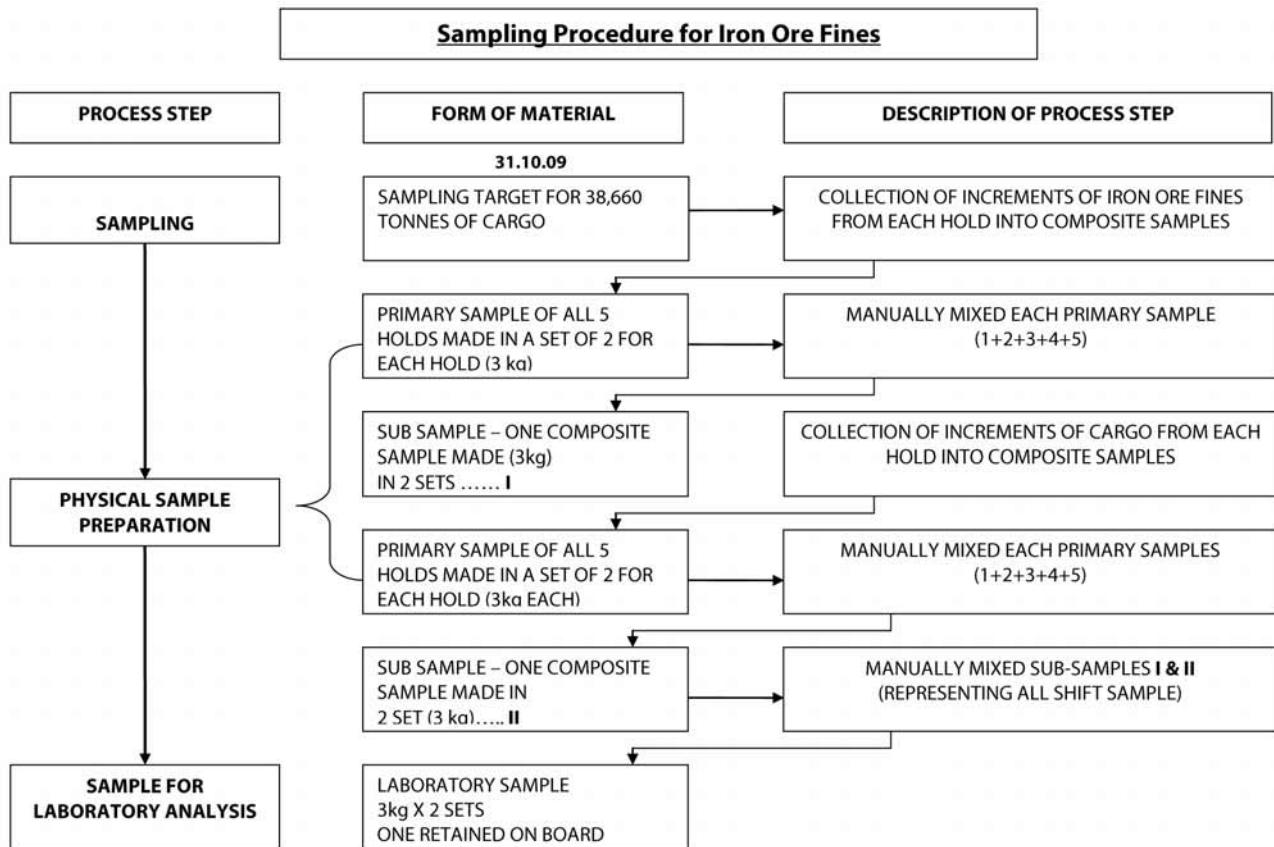 Sampling Procedure for Iron Ore Fines
PROCESS STEP
FORM OF MATERIAL
DESCRIPTION OF PROCESS STEP
31.10.09
SAMPLING
SAMPLING TARGET FOR 38,660
TONNES OF CARGO
COLLECTION OF INCREMENTS OF IRON ORE FINES
FROM EACH HOLD INTO COMPOSITE SAMPLES
PRIMARY SAMPLE OF ALL 5
HOLDS MADE IN A SET OF 2 FOR
EACH HOLD (3 kg)
MANUALLY MIXED EACH PRIMARY SAMPLE
(1+2+3+4+5)
SUB SAMPLE – ONE COMPOSITE
SAMPLE MADE (3kg)
IN 2 SETS …… I
COLLECTION OF INCREMENTS OF CARGO FROM EACH
HOLD INTO COMPOSITE SAMPLES
PHYSICAL SAMPLE
PREPARATION
PRIMARY SAMPLE OF ALL 5
HOLDS MADE IN A SET OF 2 FOR
EACH HOLD (3kg EACH)
MANUALLY MIXED EACH PRIMARY SAMPLES
(1+2+3+4+5)
SUB SAMPLE – ONE COMPOSITE
SAMPLE MADE IN
2 SET (3 kg)….. II
MANUALLY MIXED SUB-SAMPLES I & II
(REPRESENTING ALL SHIFT SAMPLE)
SAMPLE FOR
LABORATORY ANALYSIS
LABORATORY SAMPLE
3kg X 2 SETS
ONE RETAINED ON BOARD